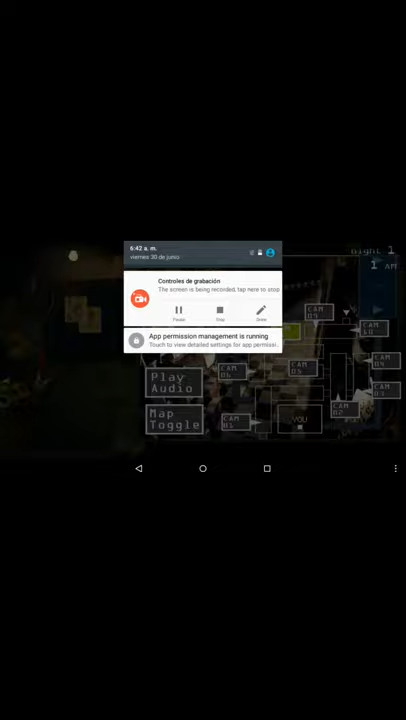 6:42 a. m.
viernes 30 de junio
night 1
1 AM
Controles de grabación
The screen is being recorded, tap here to stop
Pause
Stop
Draw
App permission management is running
Touch to view detailed settings for app permissi...
CAM
09
CAM
10
CAM
06
CAM
05
CAM
04
CAM
03
CAM
02
CAM
01
Play
Audio
Map
Toggle
YOU